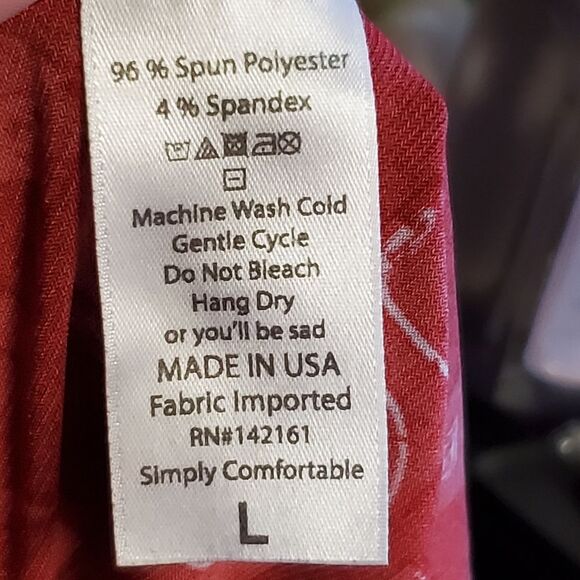 96 % Spun Polyester
4 % Spandex
Machine Wash Cold
Gentle Cycle
Do Not Bleach
Hang Dry
or you'll be sad
MADE IN USA
Fabric Imported
RN#142161
Simply Comfortable
L